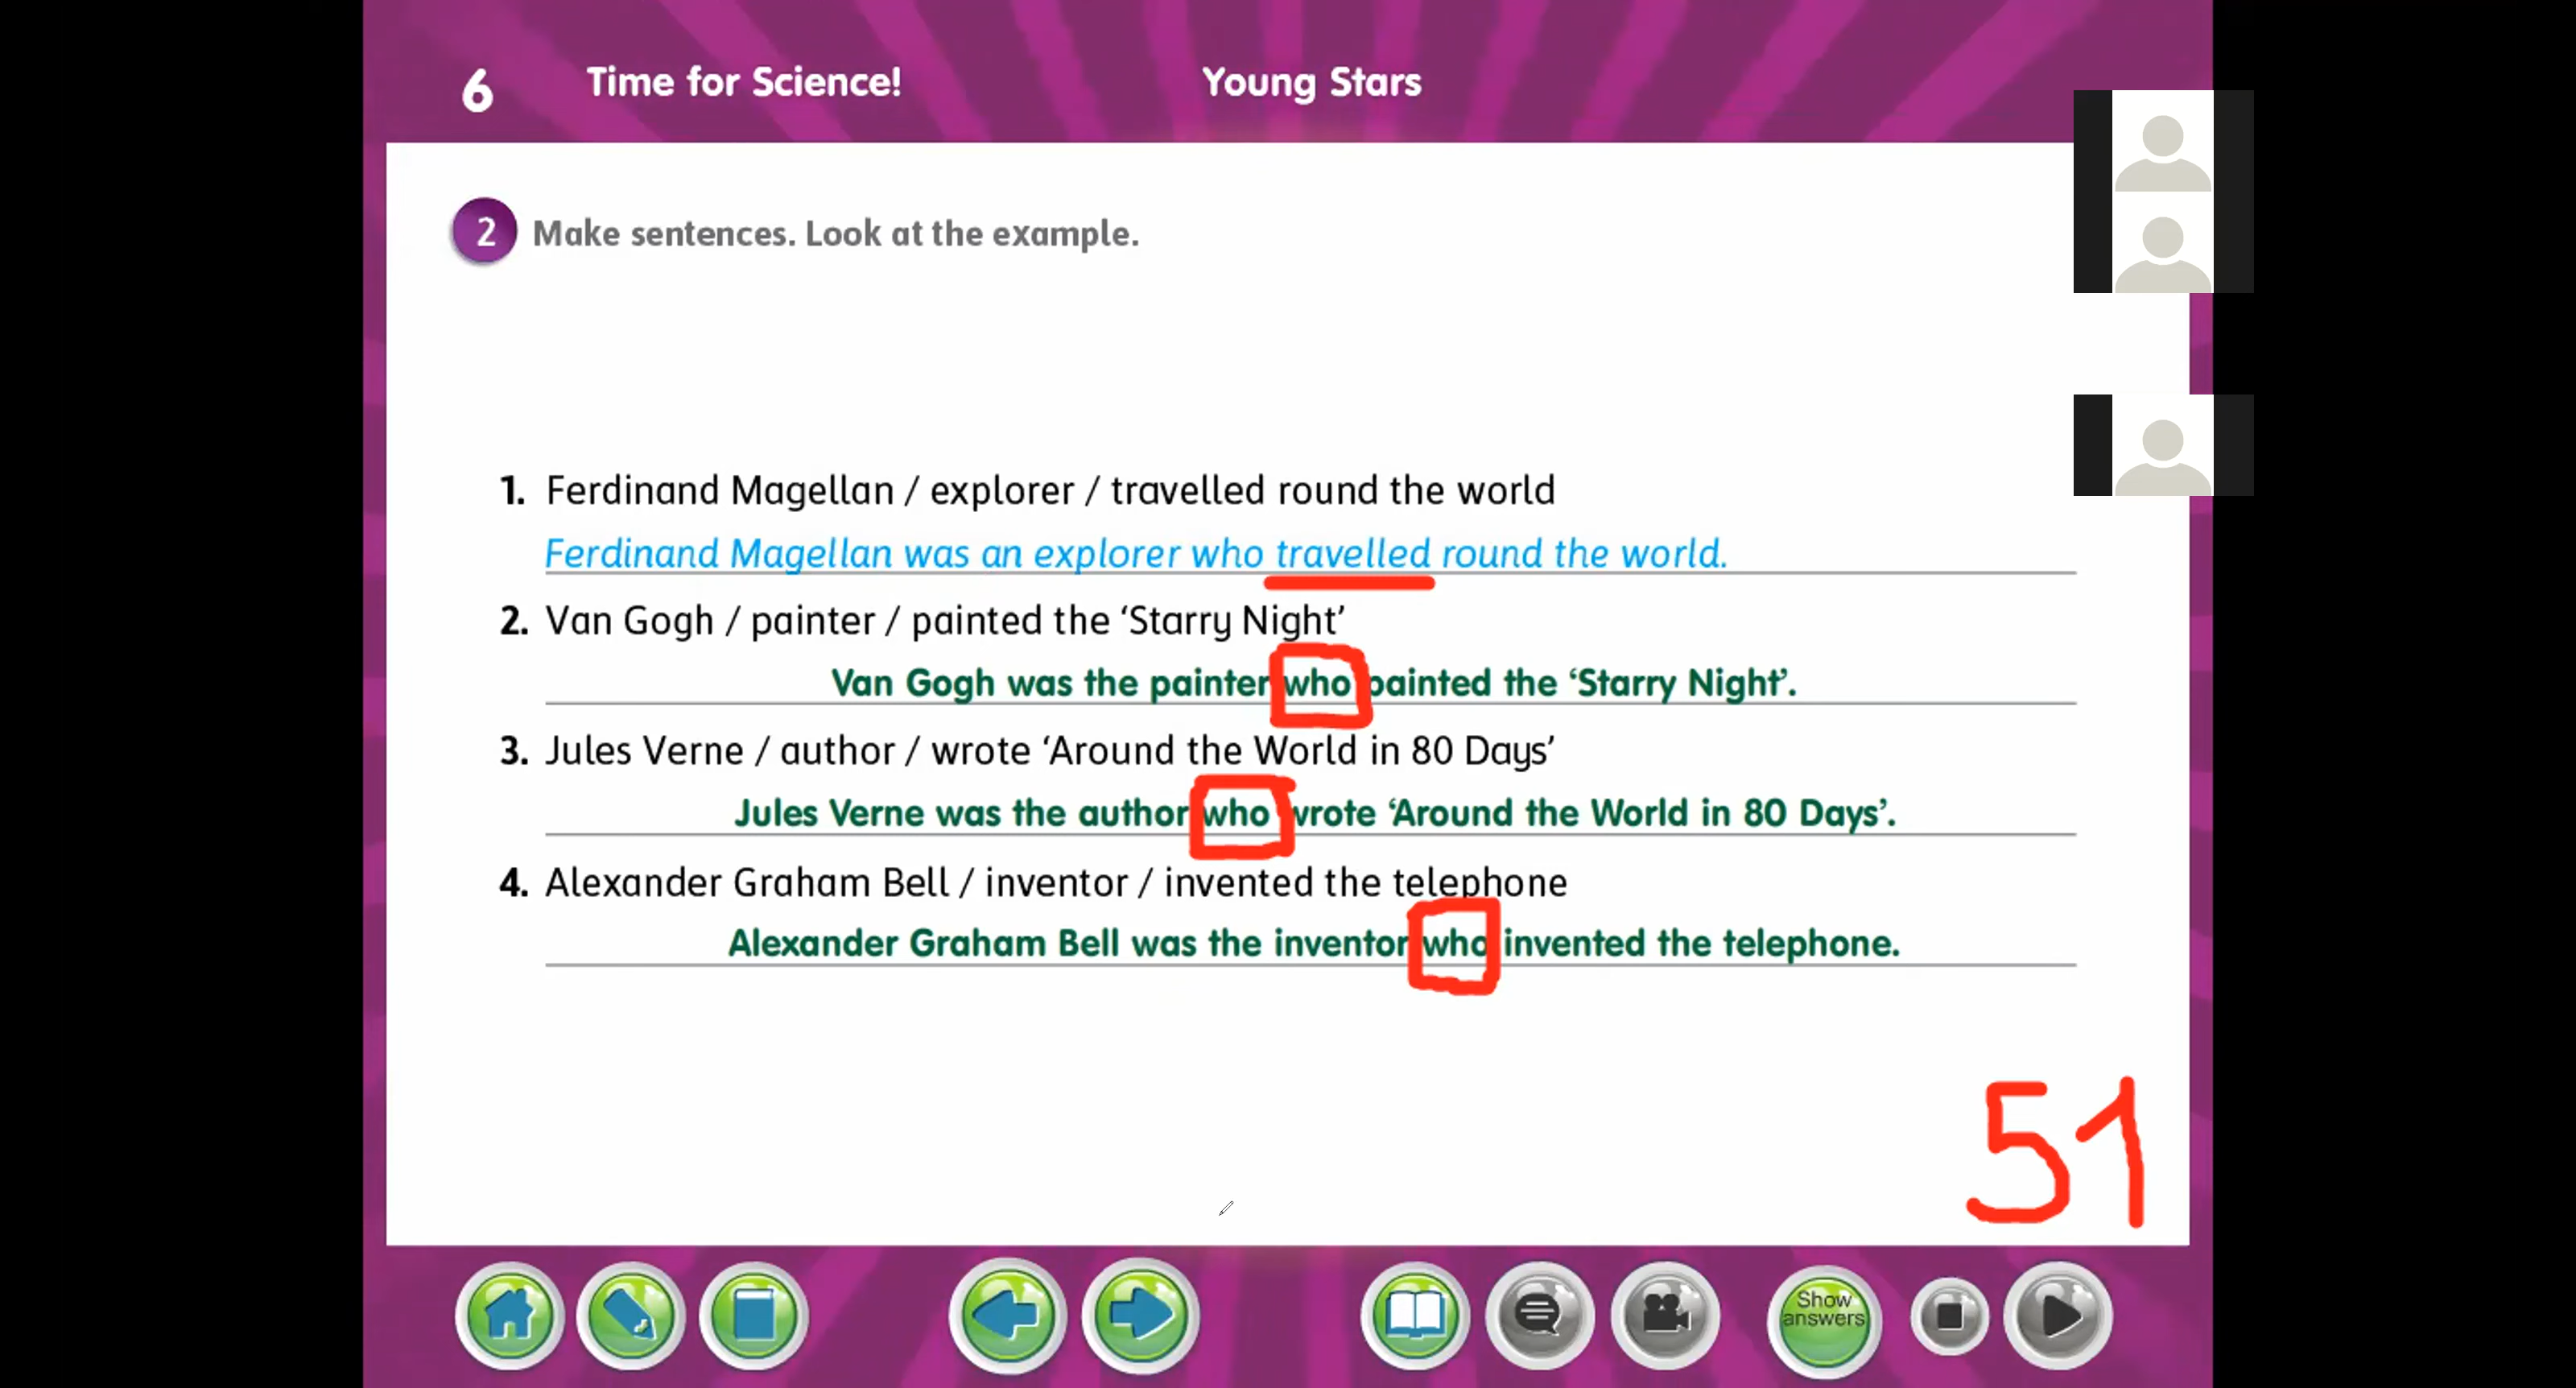 6 Time for Science! Young Stars
2 Make sentences. Look at the example.
1. Ferdinand Magellan / explorer / travelled round the world
Ferdinand Magellan was an explorer who travelled round the world.
2. Van Gogh / painter / painted the ‘Starry Night’
Van Gogh was the painter who painted the ‘Starry Night’.
3. Jules Verne / author / wrote ‘Around the World in 80 Days’
Jules Verne was the author who wrote ‘Around the World in 80 Days’.
4. Alexander Graham Bell / inventor / invented the telephone
Alexander Graham Bell was the inventor who invented the telephone.
51
Show
answers